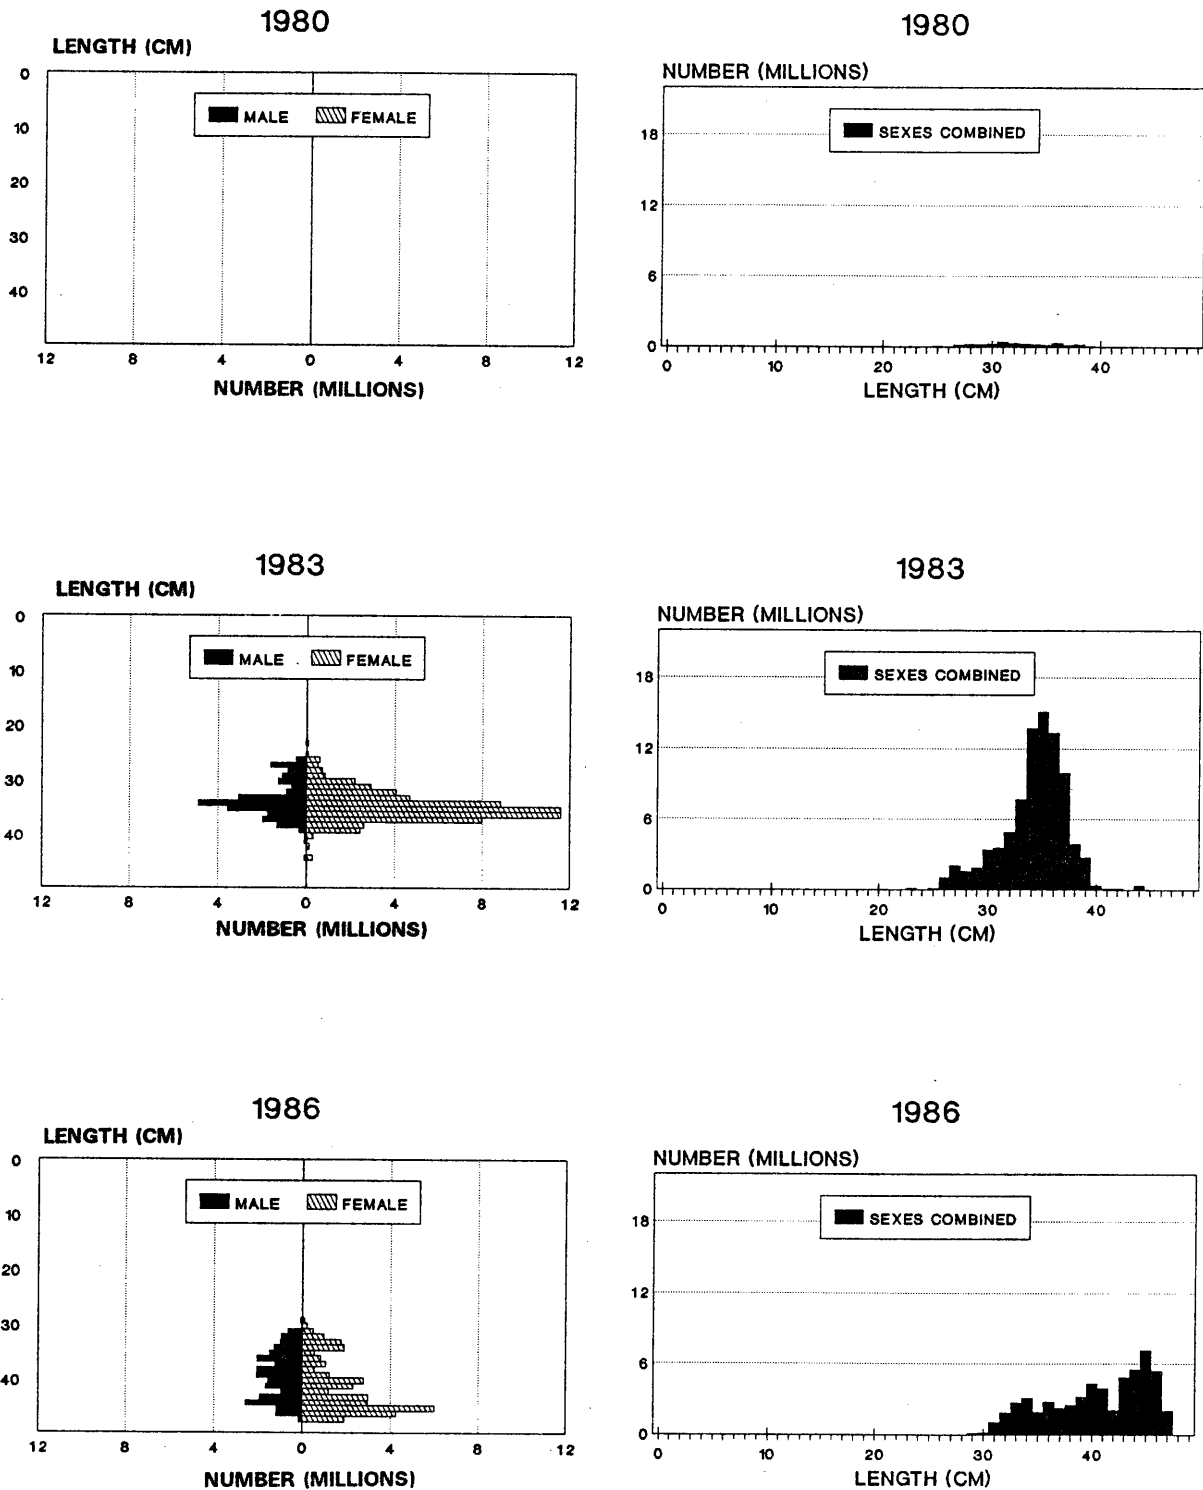 1980
LENGTH (CM)
0
MALE FEMALE
10
20
30
40
12 8 4 0 4 8 12
NUMBER (MILLIONS)
1980
NUMBER (MILLIONS)
SEXES COMBINED
18
12
6
0
0 10 20 30 40
LENGTH (CM)
1983
LENGTH (CM)
0
MALE FEMALE
10
20
30
40
12 8 4 0 4 8 12
NUMBER (MILLIONS)
1983
NUMBER (MILLIONS)
SEXES COMBINED
18
12
6
0
0 10 20 30 40
LENGTH (CM)
1986
LENGTH (CM)
0
MALE FEMALE
10
20
30
40
12 8 4 0 4 8 12
NUMBER (MILLIONS)
1986
NUMBER (MILLIONS)
SEXES COMBINED
18
12
6
0
0 10 20 30 40
LENGTH (CM)